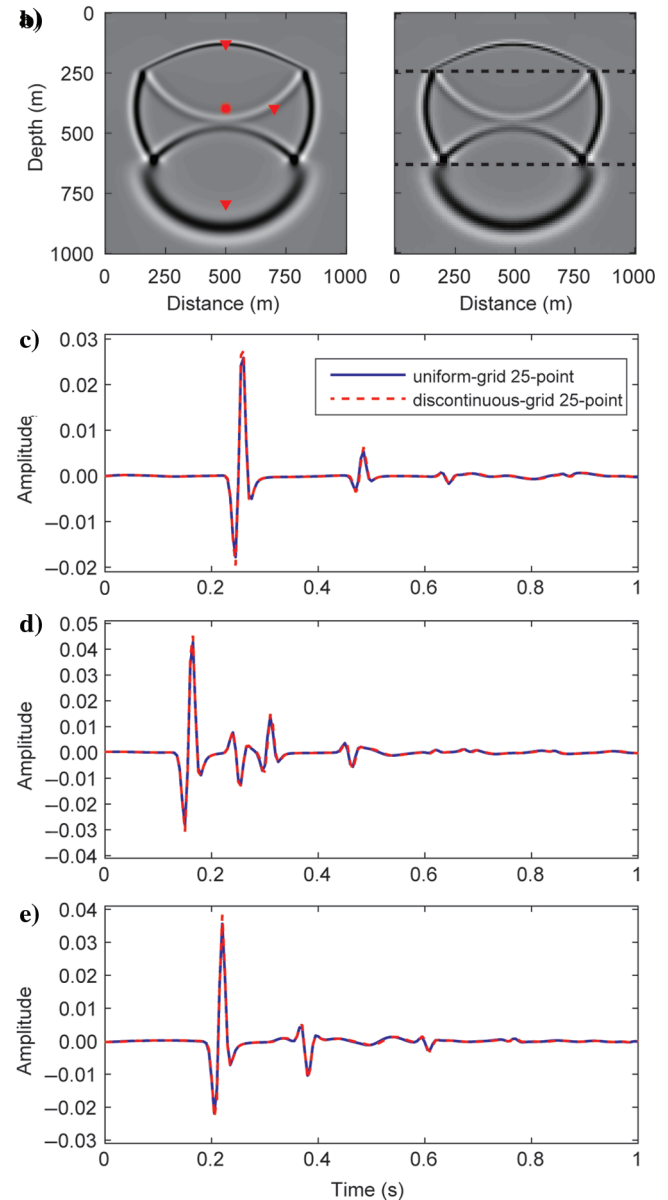 b)
0
250
500
750
1000
Depth (m)
0 250 500 750 1000
Distance (m)
0 250 500 750 1000
Distance (m)
c)
0.03
0.02
0.01
0.00
–0.01
–0.02
Amplitude
uniform-grid 25-point
discontinuous-grid 25-point
0 0.2 0.4 0.6 0.8 1
d)
0.05
0.04
0.03
0.02
0.01
0.00
–0.01
–0.02
–0.03
–0.04
Amplitude
0 0.2 0.4 0.6 0.8 1
e)
0.04
0.03
0.02
0.01
0.00
–0.01
–0.02
–0.03
Amplitude
0 0.2 0.4 0.6 0.8 1
Time (s)